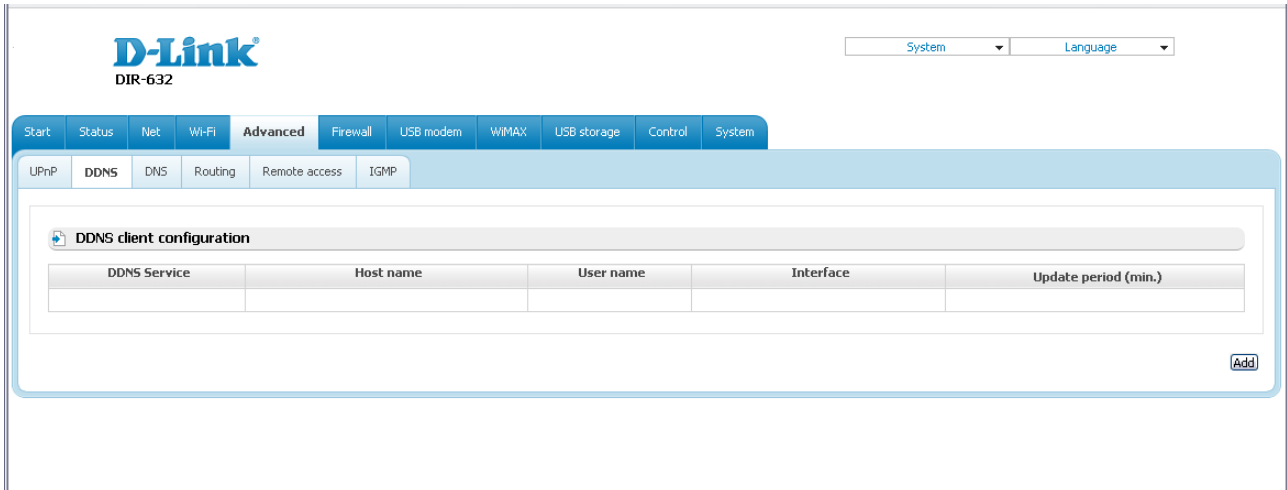 D-Link®
DIR-632
System Language
Start Status Net Wi-Fi Advanced Firewall USB modem WiMAX USB storage Control System
UPnP DDNS DNS Routing Remote access IGMP
DDNS client configuration
DDNS Service Host name User name Interface Update period (min.)
Add